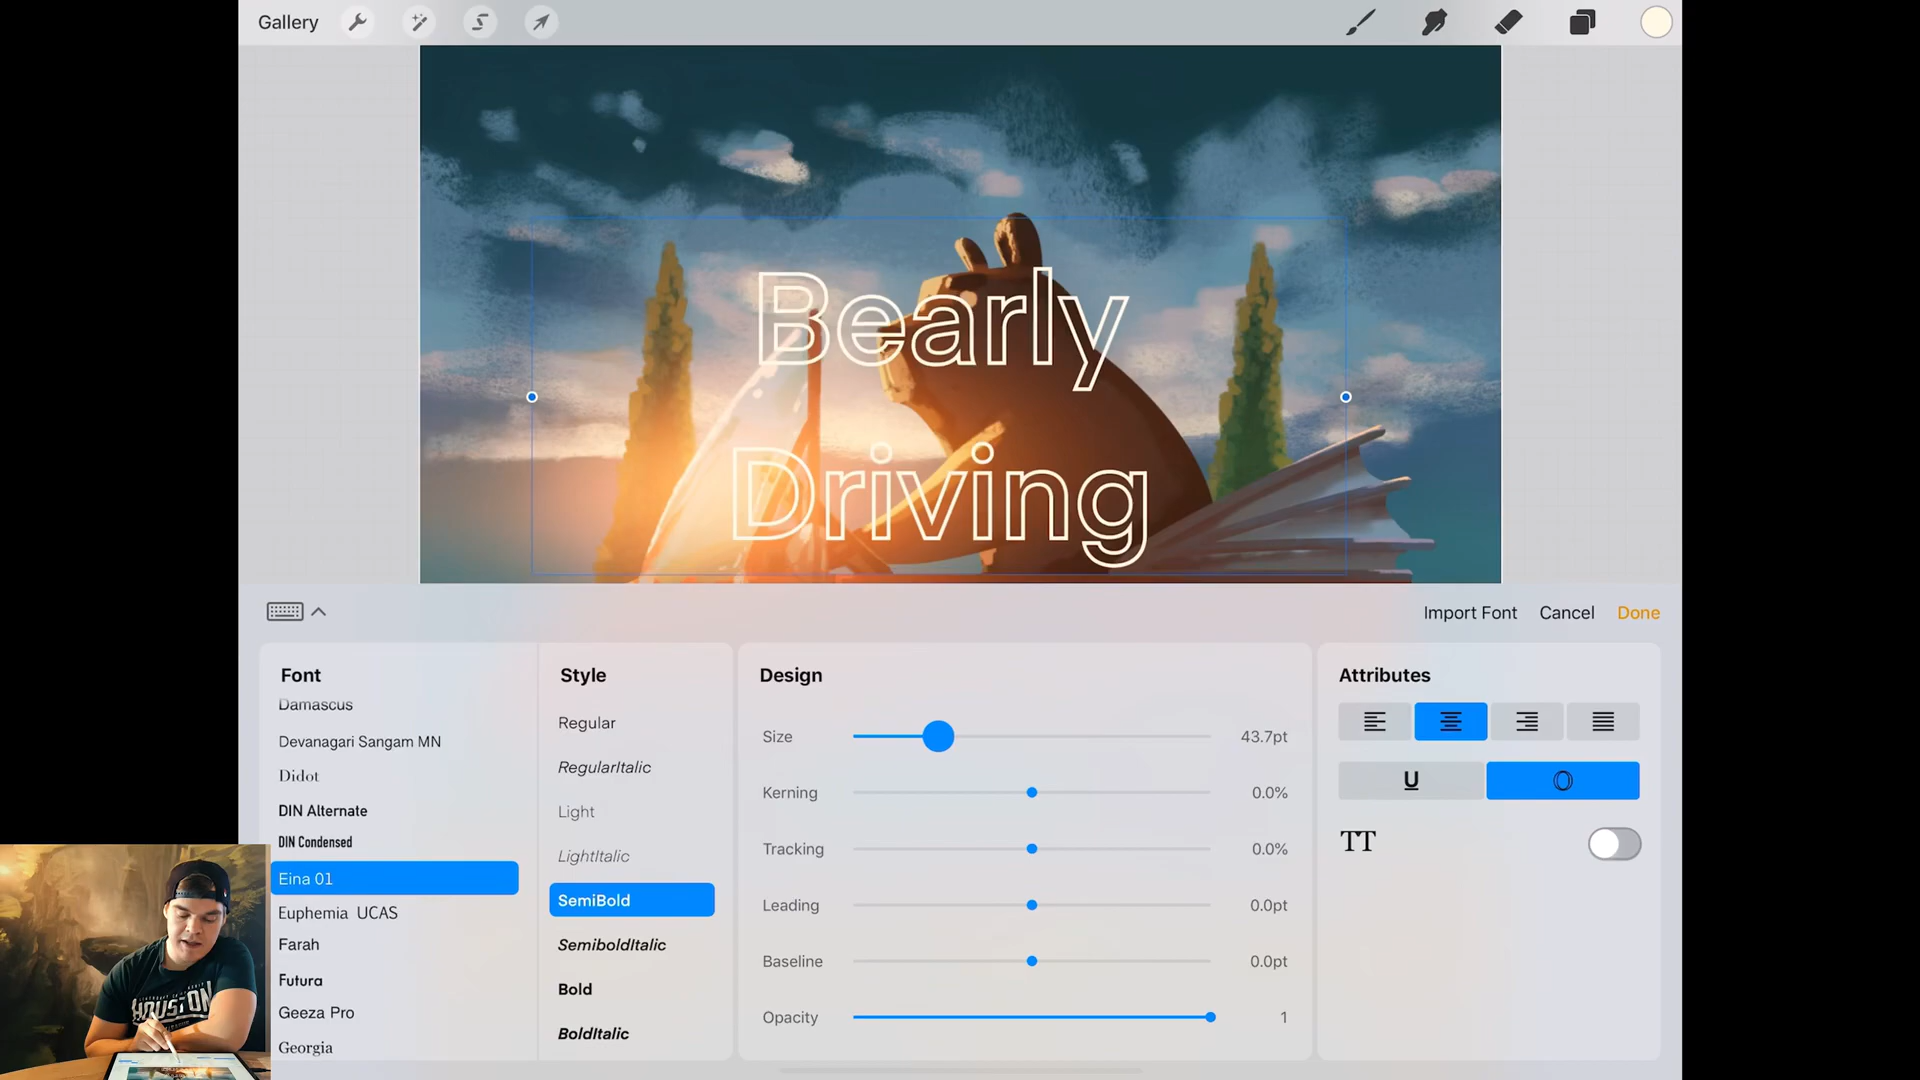 Gallery
Bearly
Driving
Import Font Cancel Done
Font
Damascus
Devanagari Sangam MN
Didot
DIN Alternate
DIN Condensed
Eina 01
Euphemia UCAS
Farah
Futura
Geeza Pro
Georgia
Style
Regular
RegularItalic
Light
LightItalic
SemiBold
SemiboldItalic
Bold
BoldItalic
Design
Size 43.7pt
Kerning 0.0%
Tracking 0.0%
Leading 0.0pt
Baseline 0.0pt
Opacity 1
Attributes
U O
TT
HOUSTON